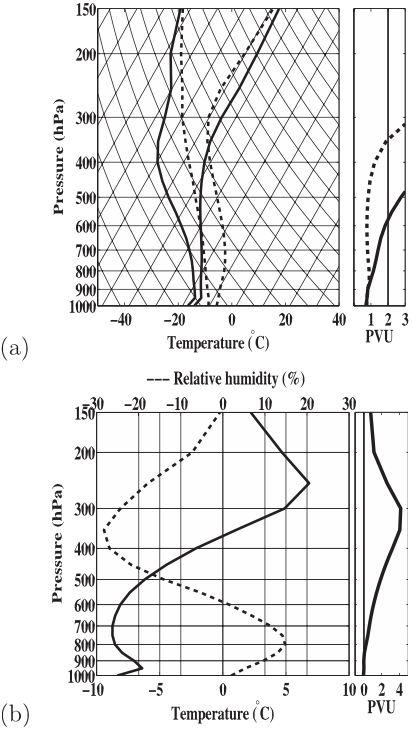 150
200
300
400
500
600
700
800
900
1000
Pressure (hPa)
−40 −20 0 20 40
1 2 3
Temperature (°C)
PVU
(a)
--- Relative humidity (%)
−30 −20 −10 0 10 20 30
150
200
300
400
500
600
700
800
900
1000
Pressure (hPa)
−10 −5 0 5 10
0 2 4
Temperature (°C)
PVU
(b)